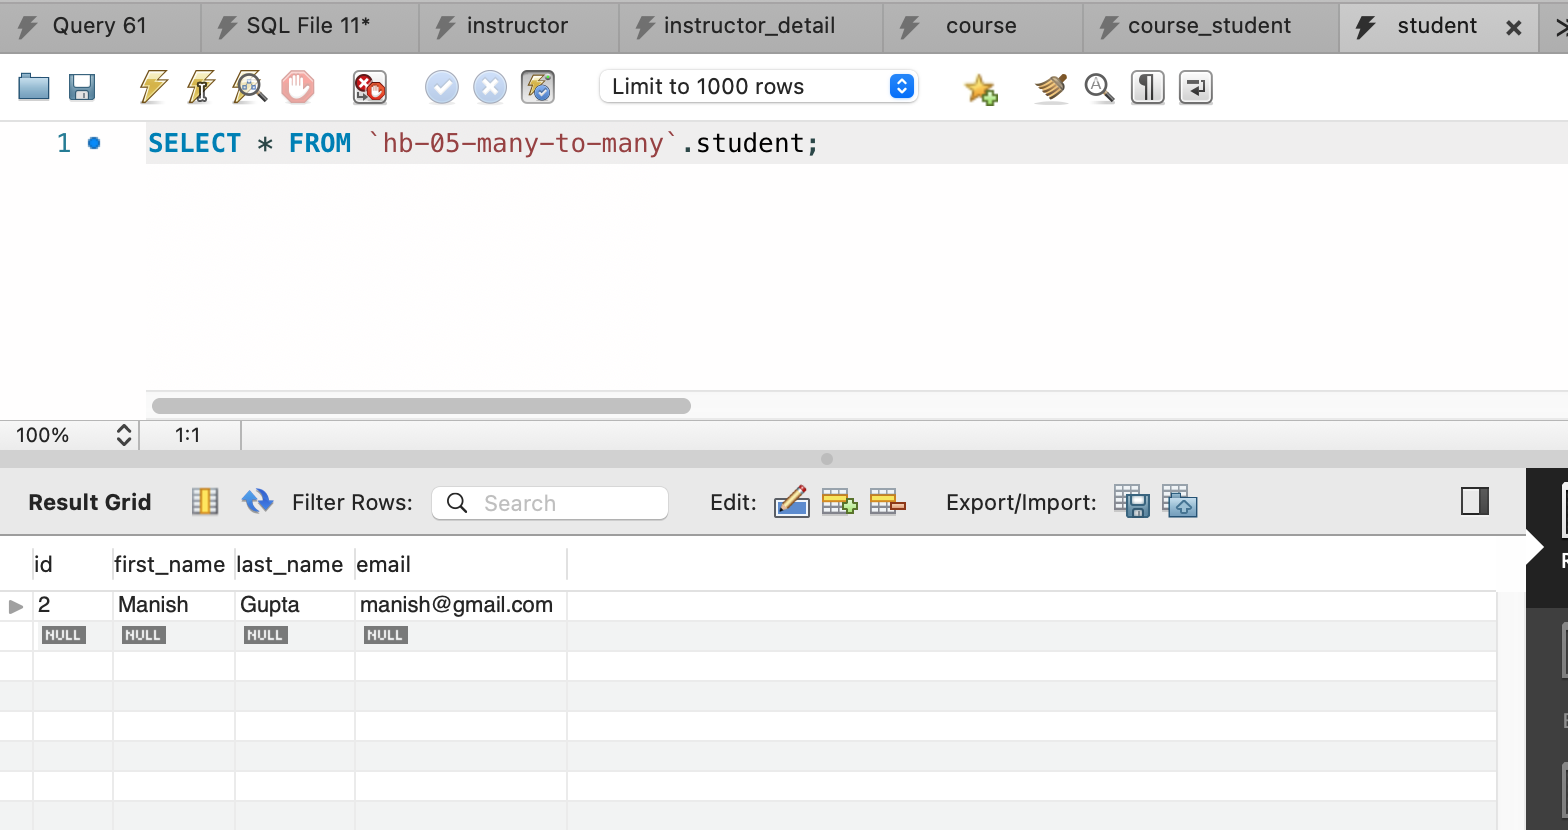 Query 61 SQL File 11* instructor instructor_detail course course_student student
Limit to 1000 rows
1 SELECT * FROM `hb-05-many-to-many`.student;
100% 1:1
Result Grid Filter Rows: Search Edit: Export/Import:
id first_name last_name email
2 Manish Gupta manish@gmail.com
NULL NULL NULL NULL